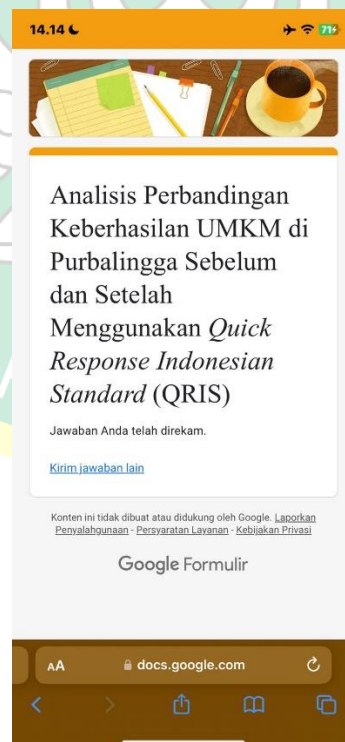 14.14
71
Analisis Perbandingan
Keberhasilan UMKM di
Purbalingga Sebelum
dan Setelah
Menggunakan Quick
Response Indonesian
Standard (QRIS)
Jawaban Anda telah direkam.
Kirim jawaban lain
Konten ini tidak dibuat atau didukung oleh Google. Laporkan
Penyalahgunaan - Persyaratan Layanan - Kebijakan Privasi
Google Formulir
AA docs.google.com